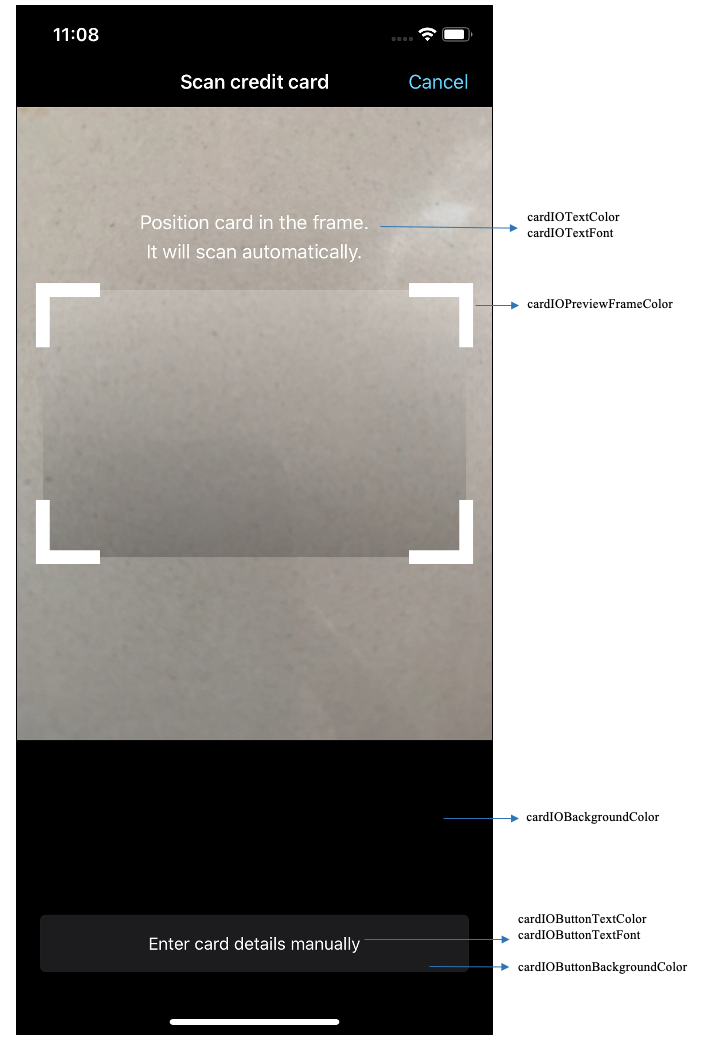 11:08
Scan credit card
Cancel
Position card in the frame.
It will scan automatically.
cardIOTextColor
cardIOTextFont
cardIOPreviewFrameColor
cardIOBackgroundColor
Enter card details manually
cardIOButtonTextColor
cardIOButtonTextFont
cardIOButtonBackgroundColor